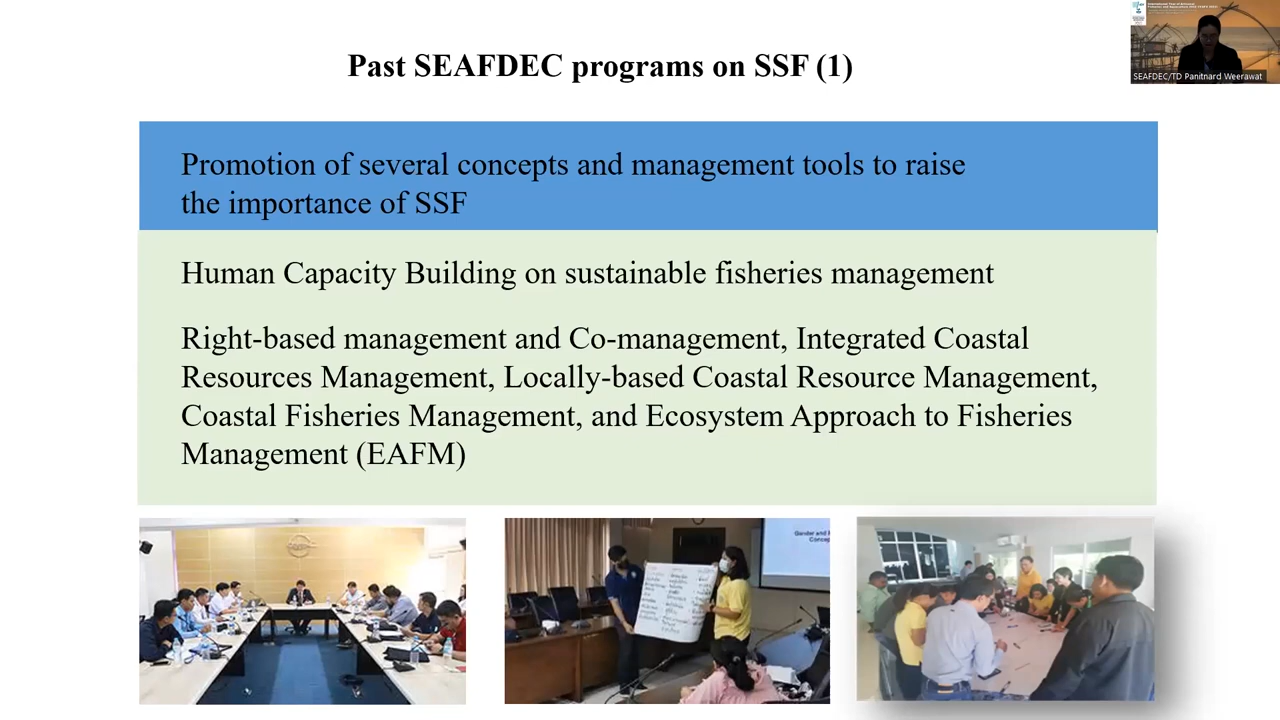 Past SEAFDEC programs on SSF (1)
SEAFDEC/TD Panitnard Weerawat
Promotion of several concepts and management tools to raise
the importance of SSF
Human Capacity Building on sustainable fisheries management
Right-based management and Co-management, Integrated Coastal
Resources Management, Locally-based Coastal Resource Management,
Coastal Fisheries Management, and Ecosystem Approach to Fisheries
Management (EAFM)
Gender and